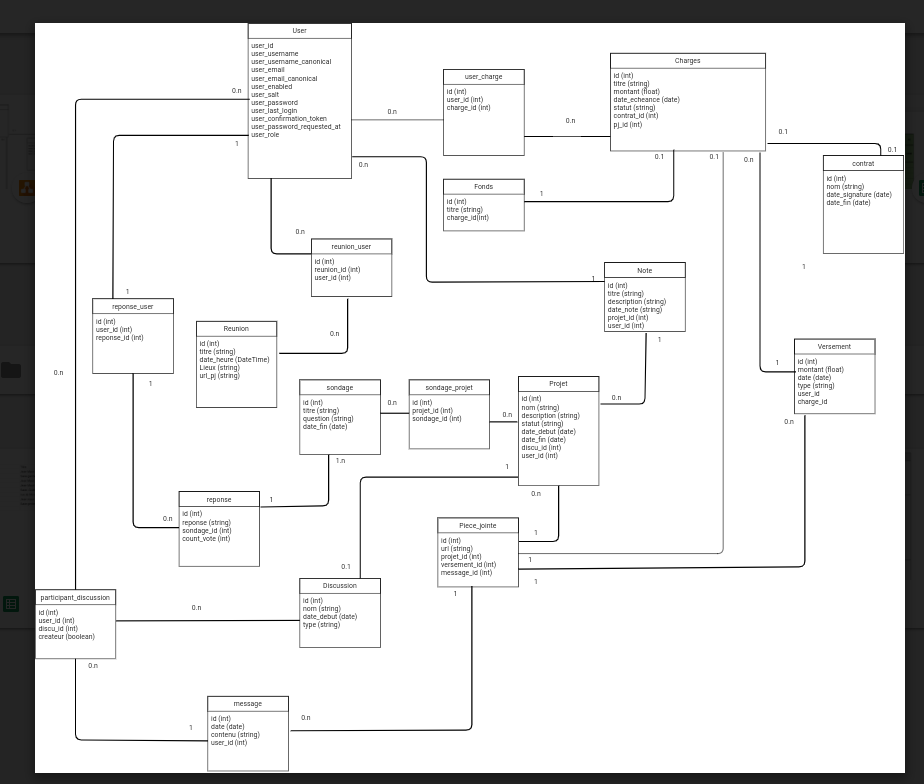 User
user_id
user_username
user_username_canonical
user_email
user_email_canonical
user_enabled
user_salt
user_password
user_last_login
user_confirmation_token
user_password_requested_at
user_role
0.n
1
0.n
0.n
user_charge
id (int)
user_id (int)
charge_id (int)
0.n
Charges
id (int)
titre (string)
montant (float)
date_echeance (date)
statut (string)
contrat_id (int)
pj_id (int)
0.1
0.1
0.1
0.1
0.n
contrat
id (int)
nom (string)
date_signature (date)
date_fin (date)
1
Fonds
id (int)
titre (string)
charge_id(int)
1
0.n
reunion_user
id (int)
reunion_id (int)
user_id (int)
0.n
Note
id (int)
titre (string)
description (string)
date_note (string)
projet_id (int)
user_id (int)
1
1
1
reponse_user
id (int)
user_id (int)
reponse_id (int)
1
0.n
Reunion
id (int)
titre (string)
date_heure (DateTime)
Lieux (string)
url_pj (string)
Versement
id (int)
montant (float)
date (date)
type (string)
user_id
charge_id
1
0.n
sondage
id (int)
titre (string)
question (string)
date_fin (date)
0.n
1.n
sondage_projet
id (int)
projet_id (int)
sondage_id (int)
0.n
Projet
id (int)
nom (string)
description (string)
statut (string)
date_debut (date)
date_fin (date)
discu_id (int)
user_id (int)
0.n
1
0.n
reponse
id (int)
reponse (string)
sondage_id (int)
count_vote (int)
1
0.n
Piece_jointe
id (int)
url (string)
projet_id (int)
versement_id (int)
message_id (int)
1
1
1
1
0.1
Discussion
id (int)
nom (string)
date_debut (date)
type (string)
participant_discussion
id (int)
user_id (int)
discu_id (int)
createur (boolean)
0.n
0.n
message
id (int)
date (date)
contenu (string)
user_id (int)
1
0.n